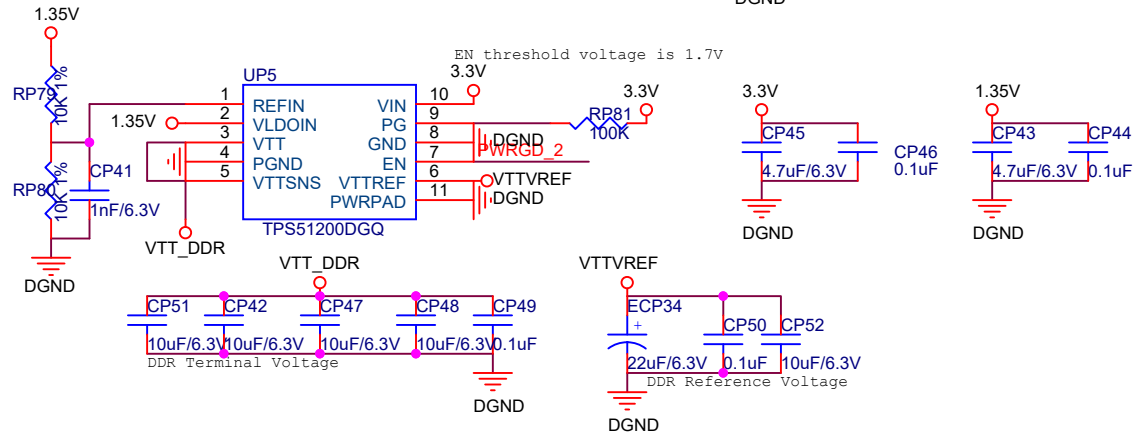 DGND
1.35V
EN threshold voltage is 1.7V
UP5
3.3V
3.3V
3.3V
1.35V
RP79
10K 1%
1 REFIN VIN 10
1.35V 2 VLDOIN PG 9
RP81
100K
3 VTT GND 8 DGND
4 PGND EN 7 PWRGD_2
5 VTTSNS VTTREF 6 VTTVREF
PWRPAD 11 DGND
TPS51200DGQ
RP80
10K 1%
CP41
1nF/6.3V
CP45
4.7uF/6.3V
CP46
0.1uF
CP43
4.7uF/6.3V
CP44
0.1uF
DGND
DGND
VTT_DDR
DGND
VTT_DDR
CP51 CP42 CP47 CP48 CP49
10uF/6.3V 10uF/6.3V 10uF/6.3V 10uF/6.3V 0.1uF
DDR Terminal Voltage
DGND
VTTVREF
ECP34 CP50 CP52
+
22uF/6.3V 0.1uF 10uF/6.3V
DDR Reference Voltage
DGND